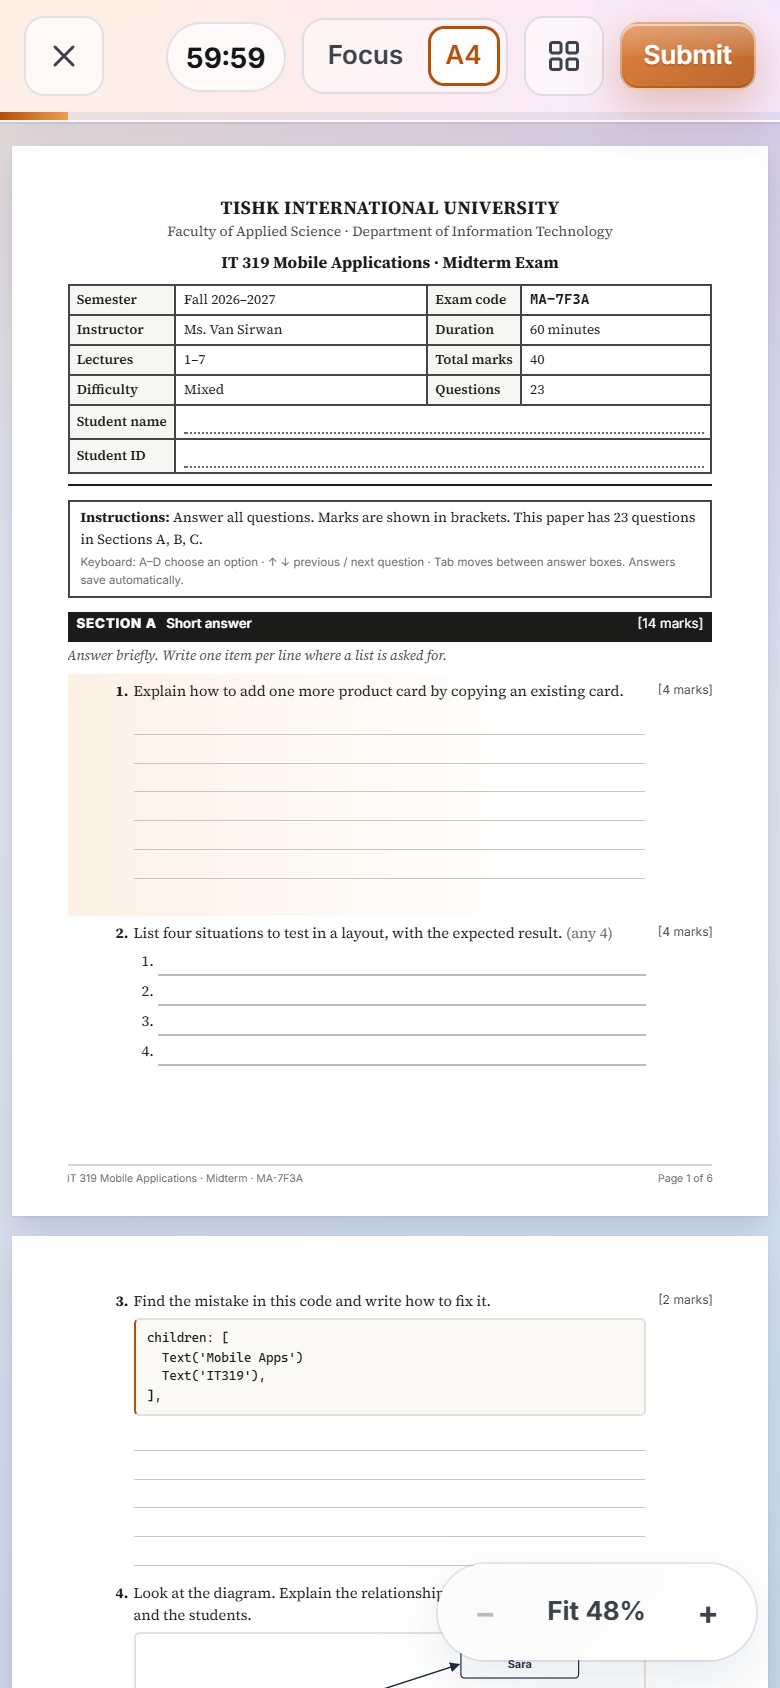 59:59
Focus
A4
Submit
TISHK INTERNATIONAL UNIVERSITY
Faculty of Applied Science · Department of Information Technology
IT 319 Mobile Applications · Midterm Exam
Semester Fall 2026–2027 Exam code MA-7F3A
Instructor Ms. Van Sirwan Duration 60 minutes
Lectures 1–7 Total marks 40
Difficulty Mixed Questions 23
Student name
Student ID
Instructions: Answer all questions. Marks are shown in brackets. This paper has 23 questions
in Sections A, B, C.
Keyboard: A–D choose an option · ↑ ↓ previous / next question · Tab moves between answer boxes. Answers
save automatically.
SECTION A Short answer [14 marks]
Answer briefly. Write one item per line where a list is asked for.
1. Explain how to add one more product card by copying an existing card. [4 marks]
2. List four situations to test in a layout, with the expected result. (any 4) [4 marks]
1.
2.
3.
4.
IT 319 Mobile Applications · Midterm · MA-7F3A Page 1 of 6
3. Find the mistake in this code and write how to fix it. [2 marks]
children: [
  Text('Mobile Apps')
  Text('IT319'),
],
4. Look at the diagram. Explain the relationship
and the students.
− Fit 48% +
Sara